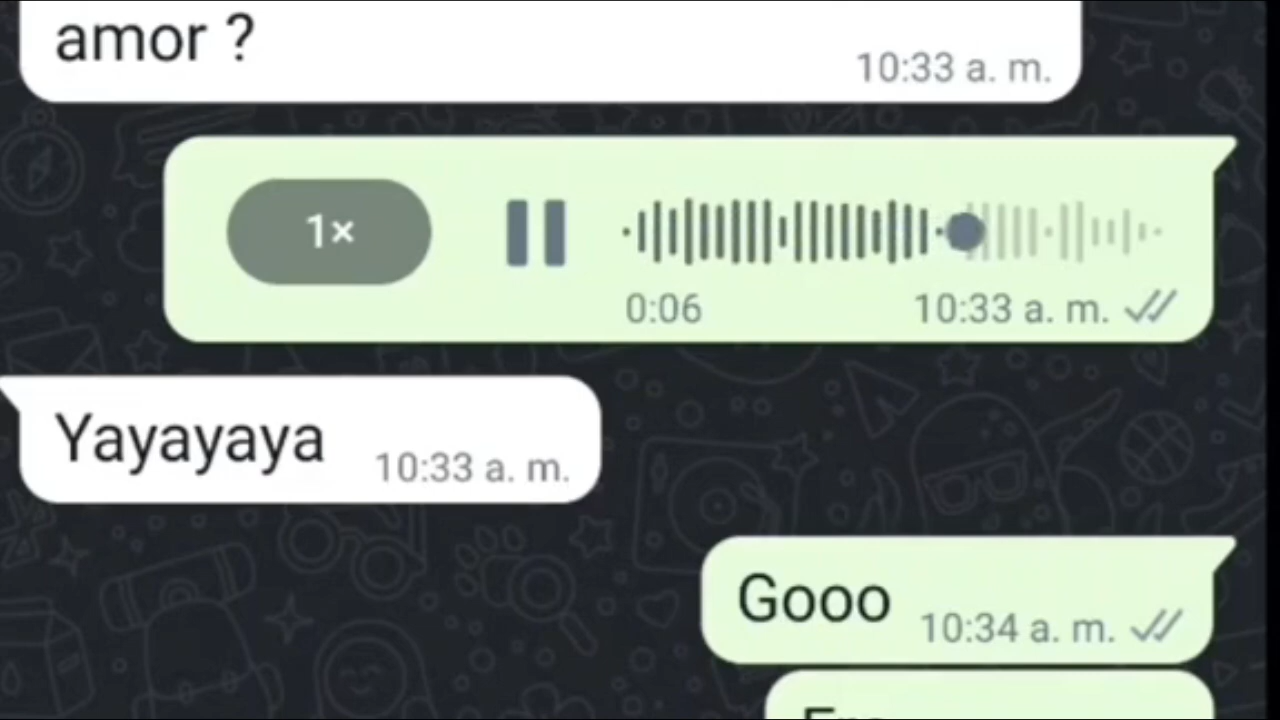 amor ?
10:33 a. m.
1×
0:06 10:33 a. m.
Yayayaya 10:33 a. m.
Gooo 10:34 a. m.